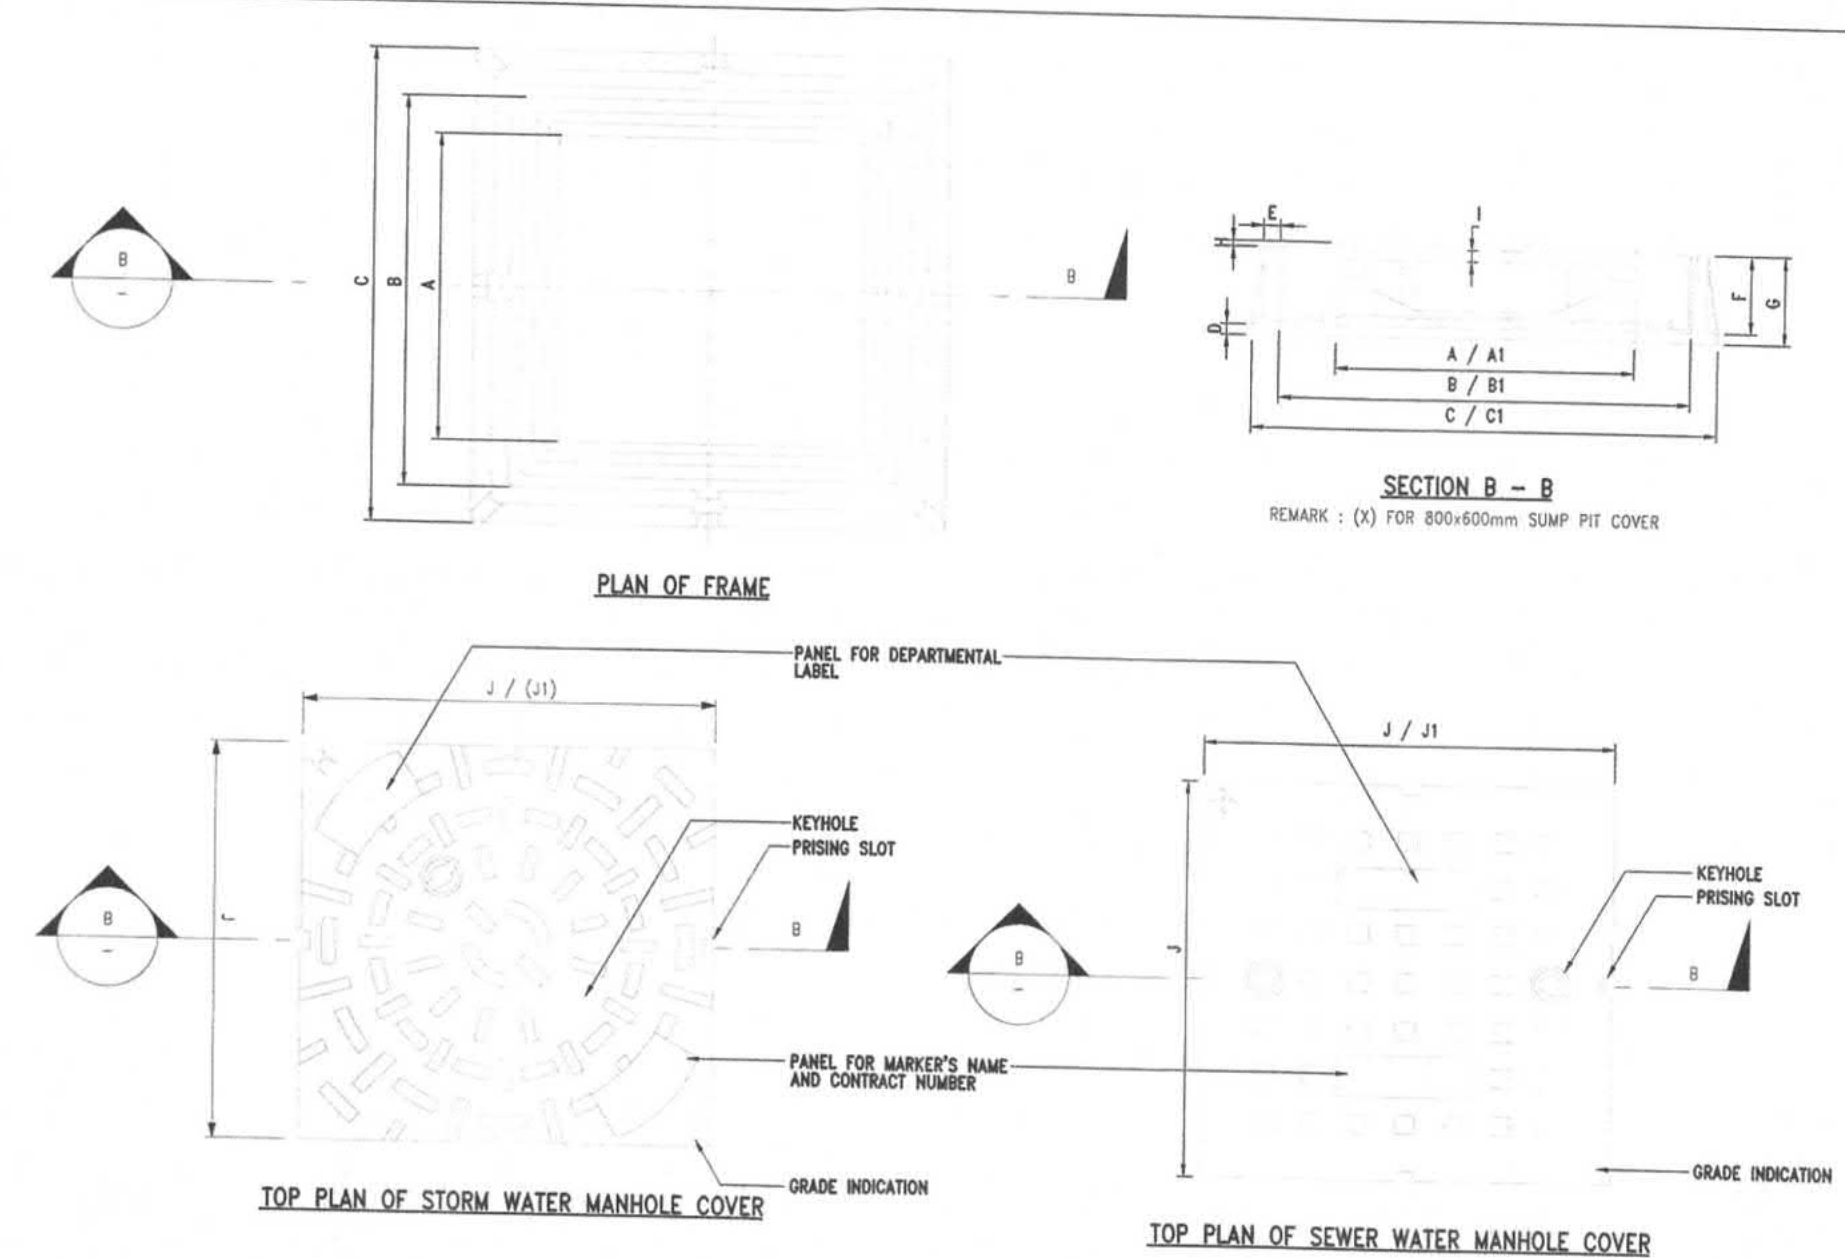 C
B
A
B
-
B
E
I
H
D
F
G
A / A1
B / B1
C / C1
SECTION B - B
REMARK : (X) FOR 800x600mm SUMP PIT COVER
PLAN OF FRAME
PANEL FOR DEPARTMENTAL
LABEL
J / (J1)
J
KEYHOLE
PRISING SLOT
B
-
B
PANEL FOR MARKER'S NAME
AND CONTRACT NUMBER
GRADE INDICATION
TOP PLAN OF STORM WATER MANHOLE COVER
J / J1
J
KEYHOLE
PRISING SLOT
B
-
B
GRADE INDICATION
TOP PLAN OF SEWER WATER MANHOLE COVER